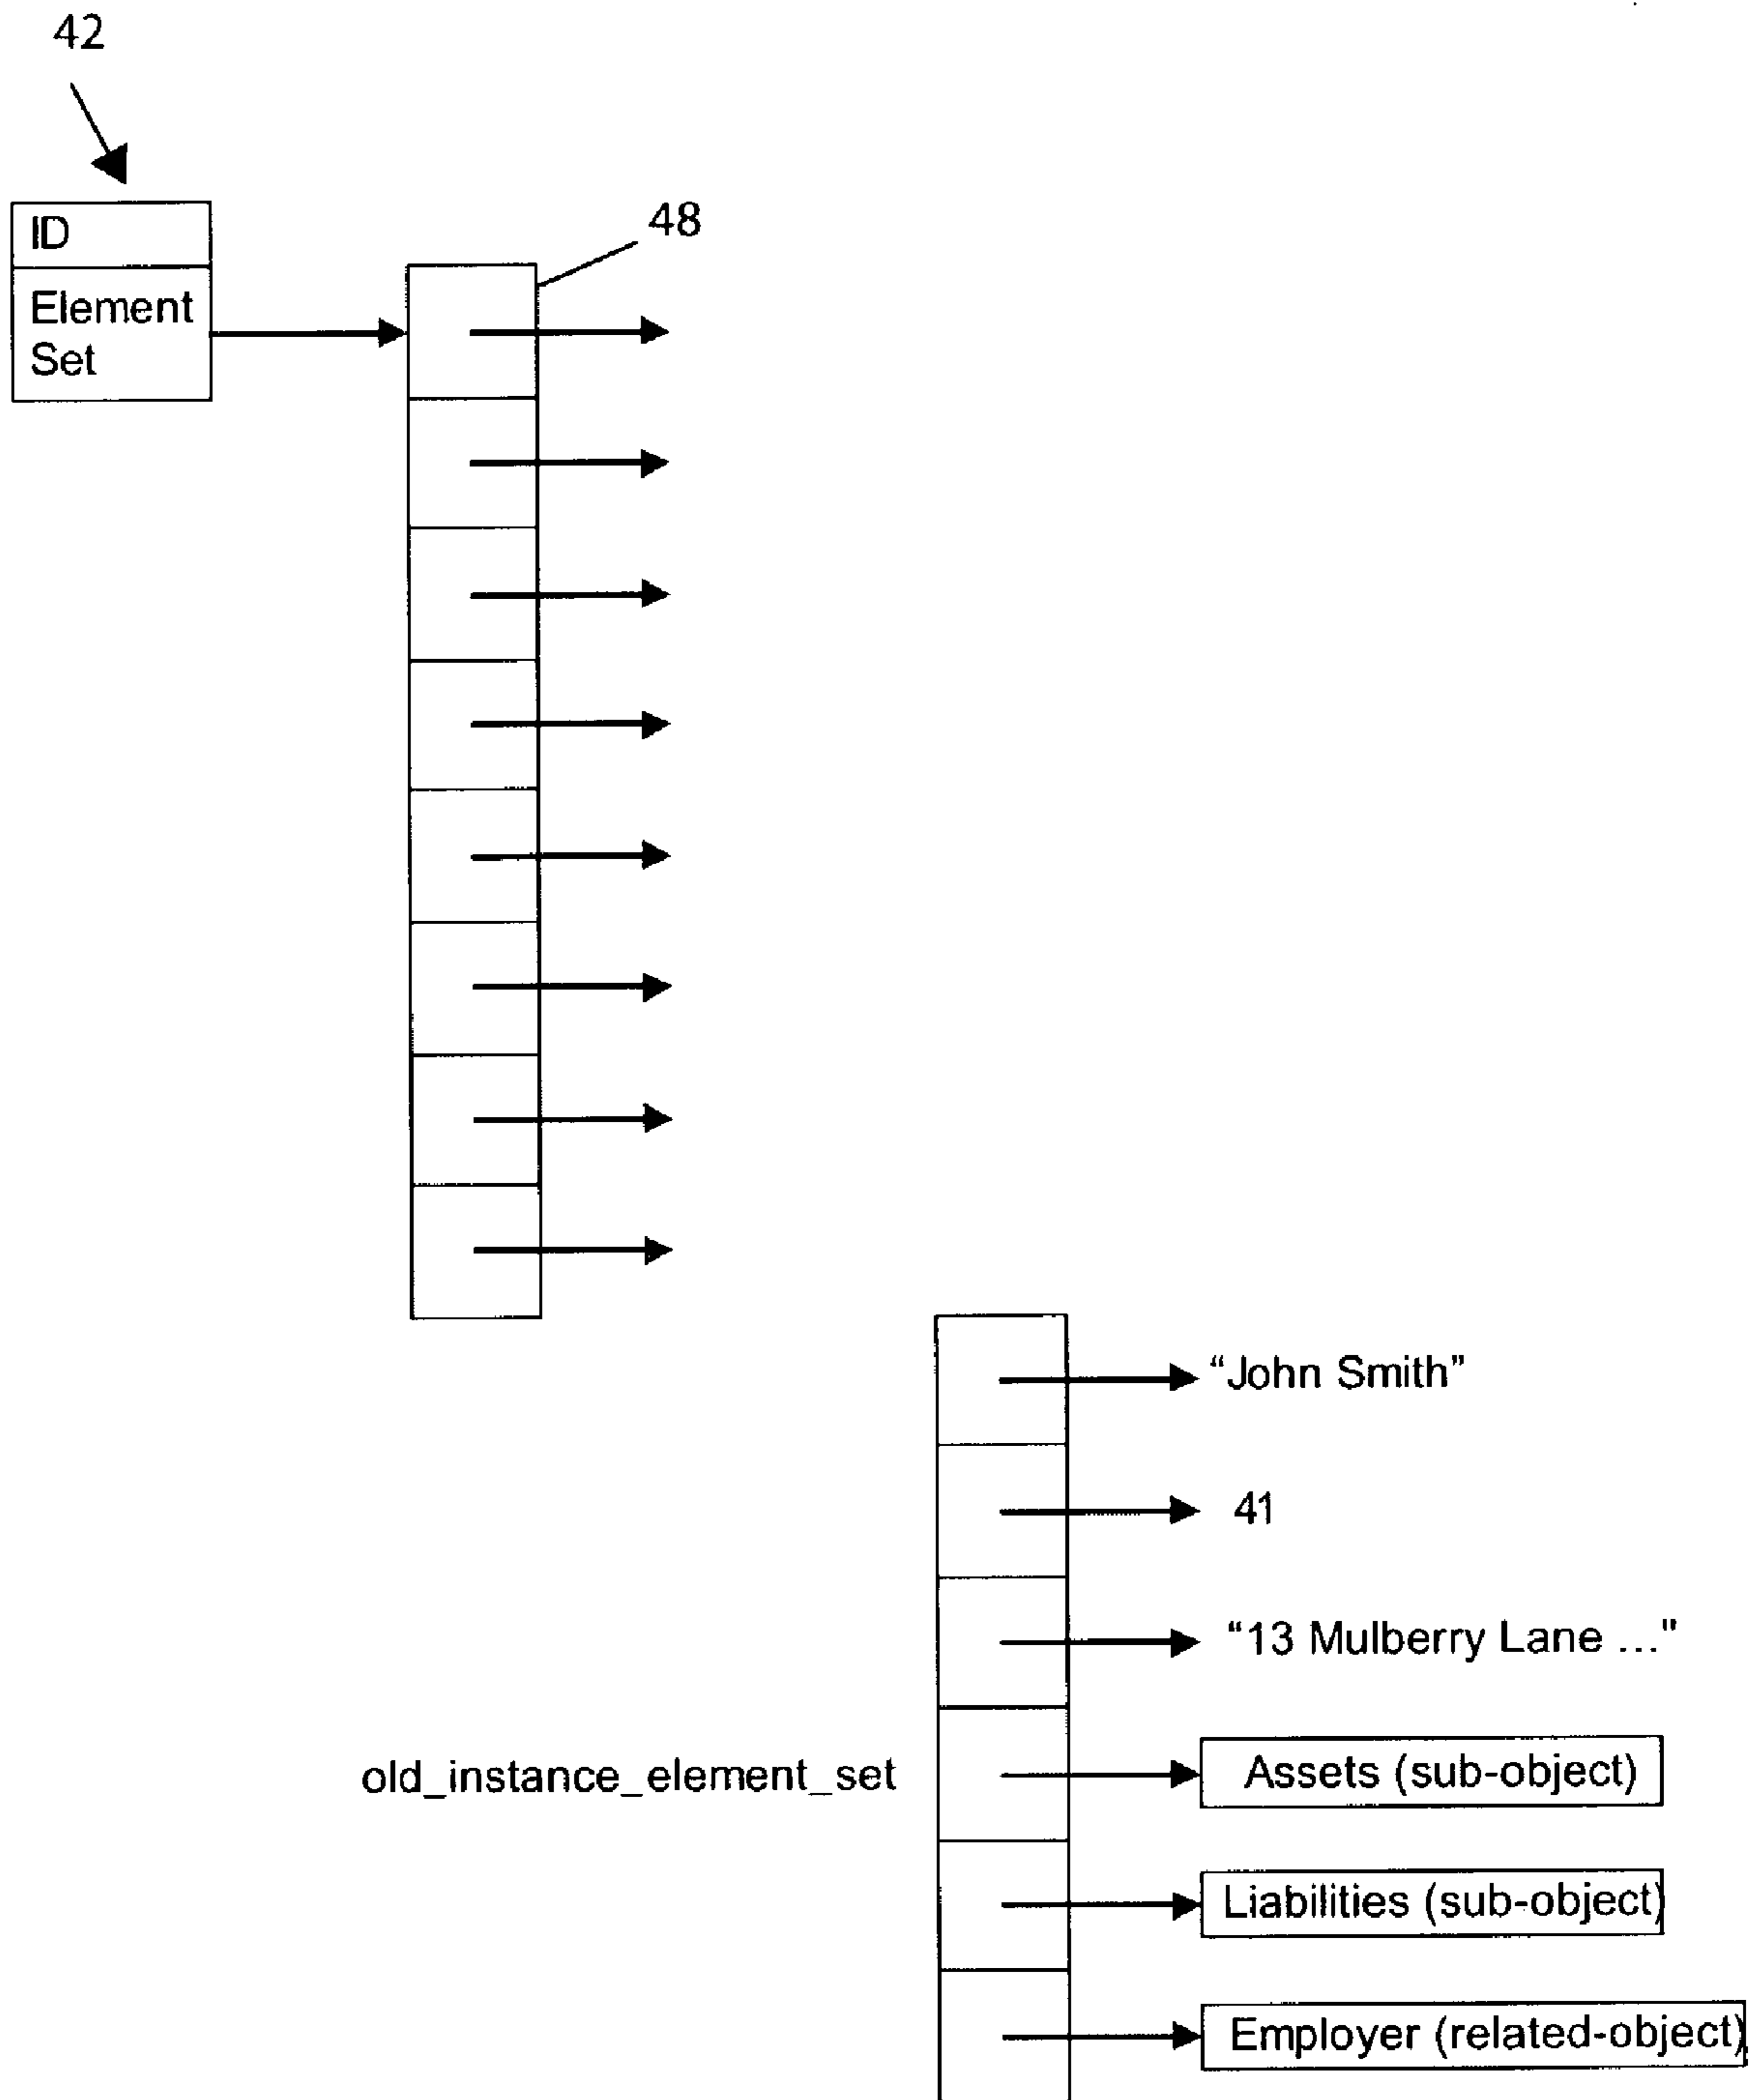 42
48
ID
Element
Set
“John Smith”
41
“13 Mulberry Lane ..."
old_instance_element_set
Assets (sub-object)
Liabilities (sub-object)
Employer (related-object)